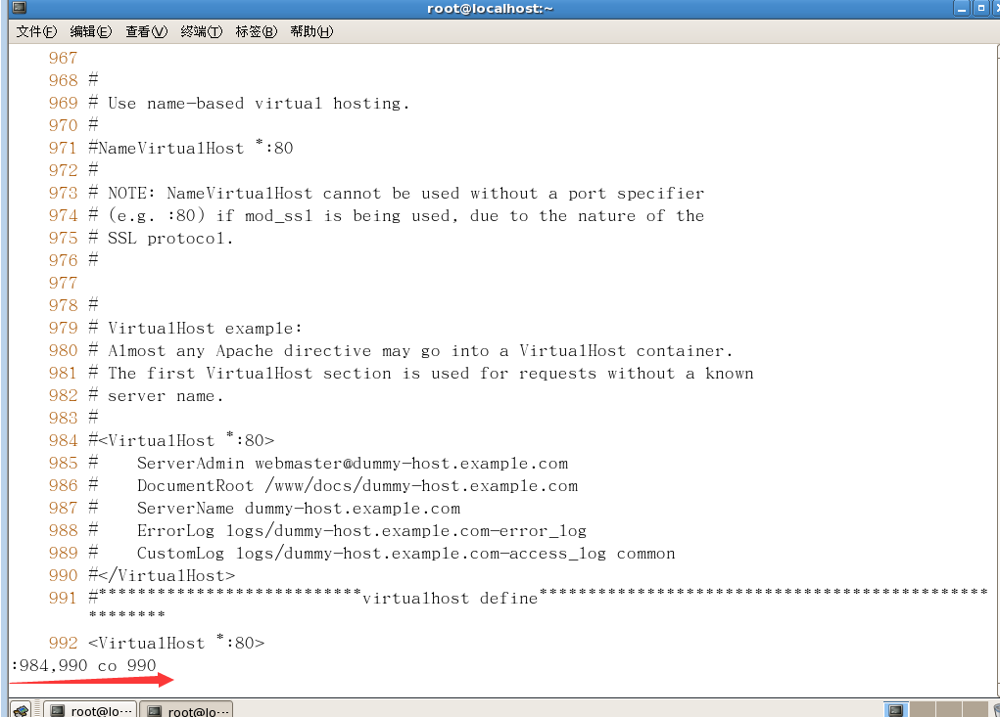 root@localhost:~
文件(F) 编辑(E) 查看(V) 终端(T) 标签(B) 帮助(H)
967
968 #
969 # Use name-based virtual hosting.
970 #
971 #NameVirtualHost *:80
972 #
973 # NOTE: NameVirtualHost cannot be used without a port specifier
974 # (e.g. :80) if mod_ssl is being used, due to the nature of the
975 # SSL protocol.
976 #
977
978 #
979 # VirtualHost example:
980 # Almost any Apache directive may go into a VirtualHost container.
981 # The first VirtualHost section is used for requests without a known
982 # server name.
983 #
984 #<VirtualHost *:80>
985 #    ServerAdmin webmaster@dummy-host.example.com
986 #    DocumentRoot /www/docs/dummy-host.example.com
987 #    ServerName dummy-host.example.com
988 #    ErrorLog logs/dummy-host.example.com-error_log
989 #    CustomLog logs/dummy-host.example.com-access_log common
990 #</VirtualHost>
991 #***************************virtualhost define**********************************************
********
992 <VirtualHost *:80>
:984,990 co 990
root@lo··· root@lo···